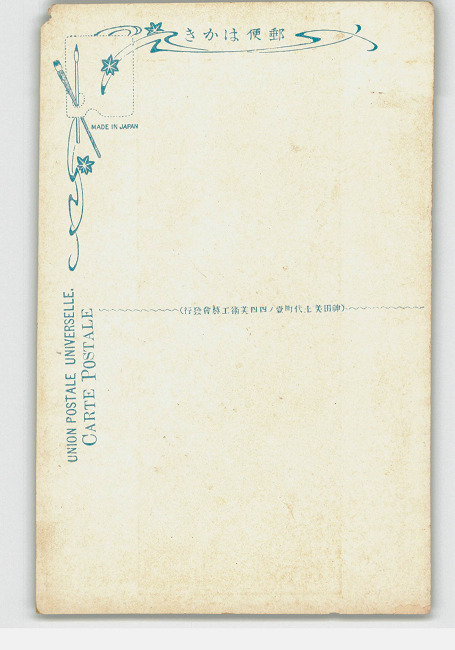 きかは便郵
MADE IN JAPAN
(神田美土代町壹ノ四四美術工藝會發行)
UNION POSTALE UNIVERSELLE.
CARTE POSTALE